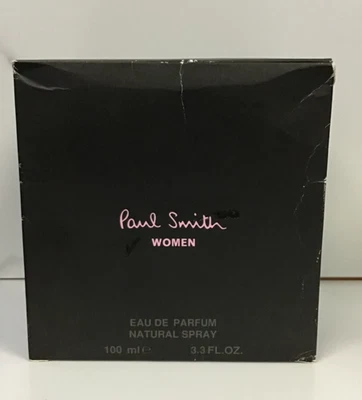 Paul Smith
WOMEN
EAU DE PARFUM
NATURAL SPRAY
100 ml e 3.3 FL.OZ.